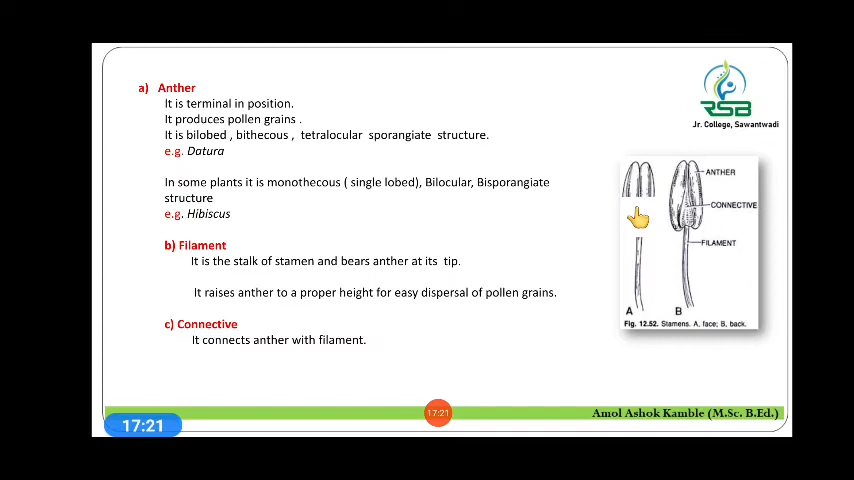 a) Anther
It is terminal in position.
It produces pollen grains .
It is bilobed , bithecous , tetralocular sporangiate structure.
e.g. Datura
In some plants it is monothecous ( single lobed), Bilocular, Bisporangiate
structure
e.g. Hibiscus
b) Filament
It is the stalk of stamen and bears anther at its tip.
It raises anther to a proper height for easy dispersal of pollen grains.
c) Connective
It connects anther with filament.
RSB
Jr. College, Sawantwadi
ANTHER
CONNECTIVE
FILAMENT
A
B
Fig. 12.52. Stamens. A, face; B, back.
17:21
Amol Ashok Kamble (M.Sc. B.Ed.)
17:21